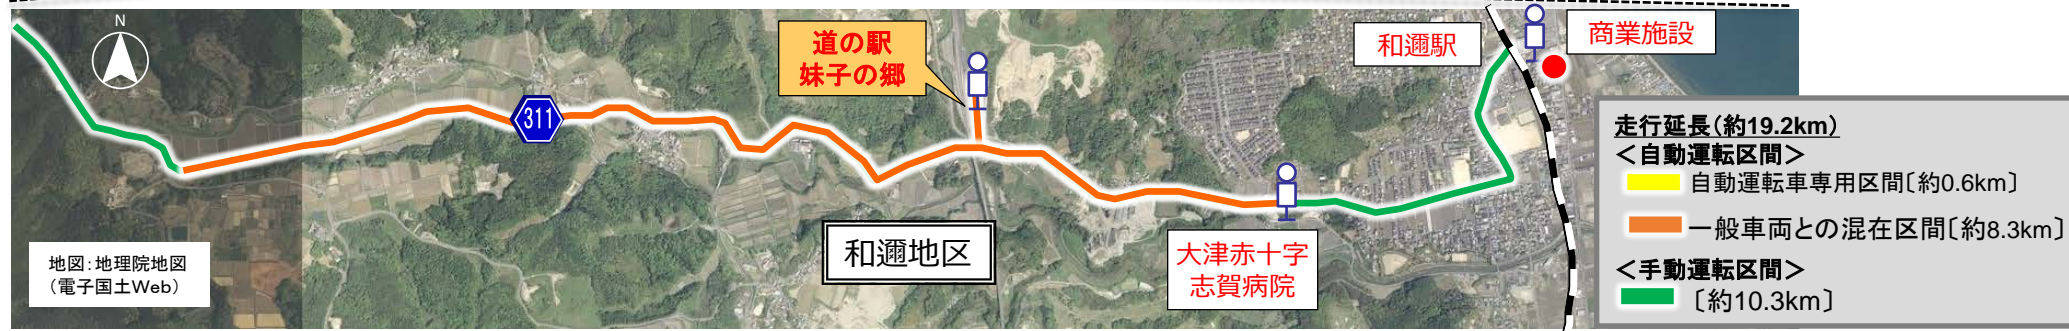 N
311
道の駅
妹子の郷
和邇駅
商業施設
和邇地区
大津赤十字
志賀病院
地図:地理院地図
(電子国土Web)
走行延長(約19.2km)
<自動運転区間>
自動運転車専用区間〔約0.6km〕
一般車両との混在区間〔約8.3km〕
<手動運転区間>
〔約10.3km〕